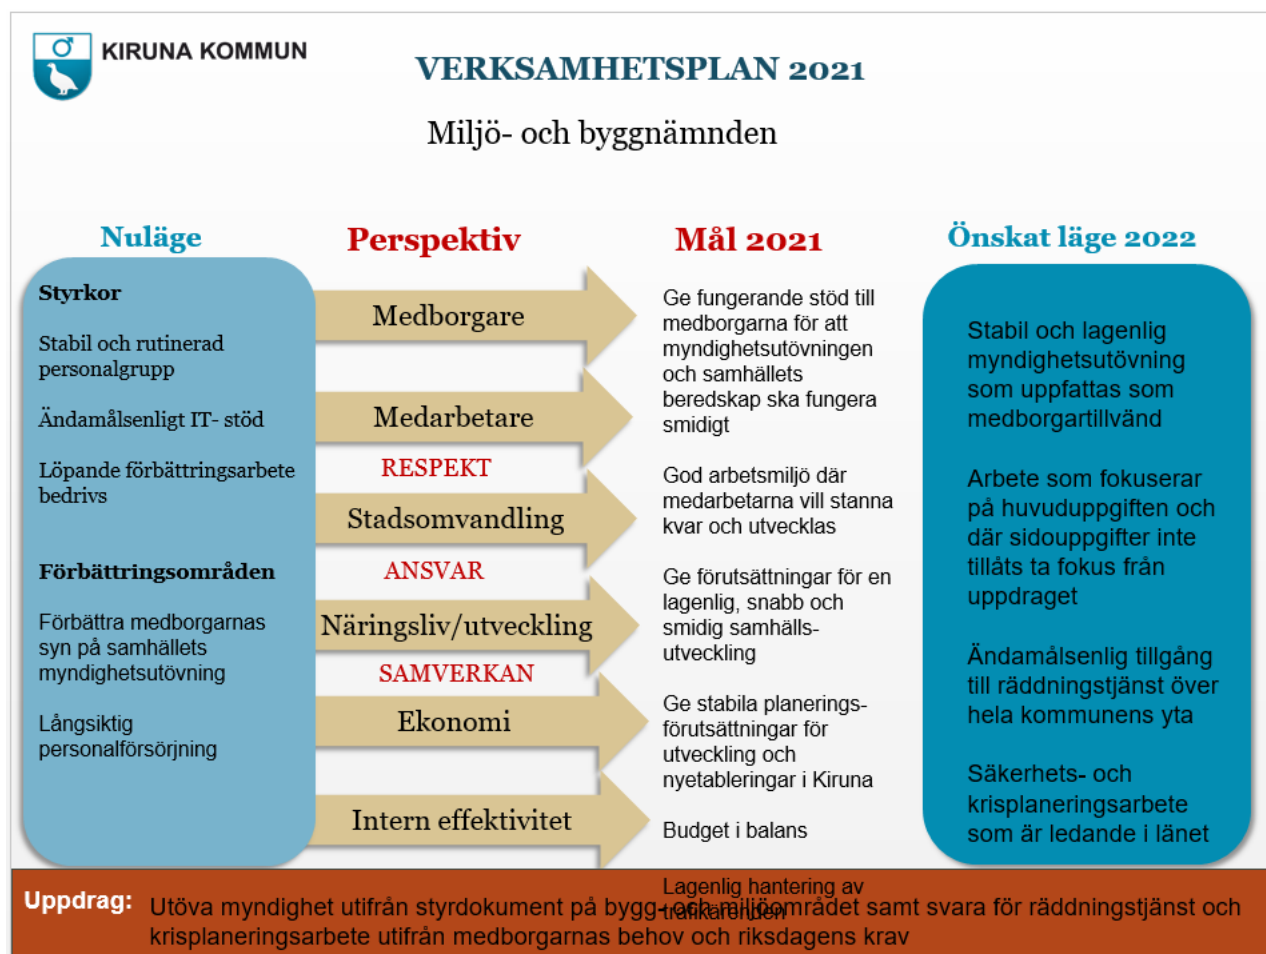 KIRUNA KOMMUN
VERKSAMHETSPLAN 2021
Miljö- och byggnämnden
Nuläge
Styrkor
Stabil och rutinerad
personalgrupp
Ändamålsenligt IT- stöd
Löpande förbättringsarbete
bedrivs
Förbättringsområden
Förbättra medborgarnas
syn på samhällets
myndighetsutövning
Långsiktig
personalförsörjning
Perspektiv
Medborgare
Medarbetare
RESPEKT
Stadsomvandling
ANSVAR
Näringsliv/utveckling
SAMVERKAN
Ekonomi
Intern effektivitet
Mål 2021
Ge fungerande stöd till
medborgarna för att
myndighetsutövningen
och samhällets
beredskap ska fungera
smidigt
God arbetsmiljö där
medarbetarna vill stanna
kvar och utvecklas
Ge förutsättningar för en
lagenlig, snabb och
smidig samhälls-
utveckling
Ge stabila planerings-
förutsättningar för
utveckling och
nyetableringar i Kiruna
Budget i balans
Lagenlig hantering av
trafikärenden
Önskat läge 2022
Stabil och lagenlig
myndighetsutövning
som uppfattas som
medborgartillvänd
Arbete som fokuserar
på huvuduppgiften och
där sidouppgifter inte
tillåts ta fokus från
uppdraget
Ändamålsenlig tillgång
till räddningstjänst över
hela kommunens yta
Säkerhets- och
krisplaneringsarbete
som är ledande i länet
Uppdrag: Utöva myndighet utifrån styrdokument på bygg- och miljöområdet samt svara för räddningstjänst och
krisplaneringsarbete utifrån medborgarnas behov och riksdagens krav